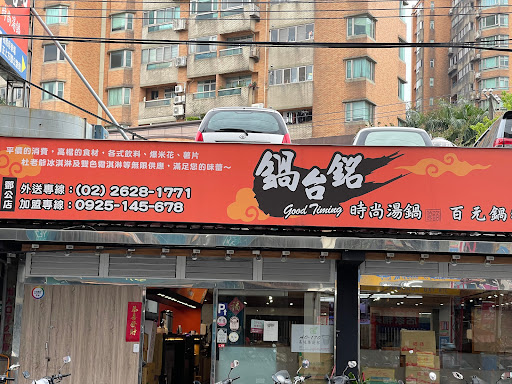 平價的消費，高檔的食材，各式飲料、爆米花、薯片
杜老爺冰淇淋及雙色霜淇淋等無限供應，滿足您的味蕾～
鄧公店
外送專線：(02) 2628-1771
加盟專線：0925-145-678
鍋台銘
Good Timing
時尚湯鍋
百元鍋